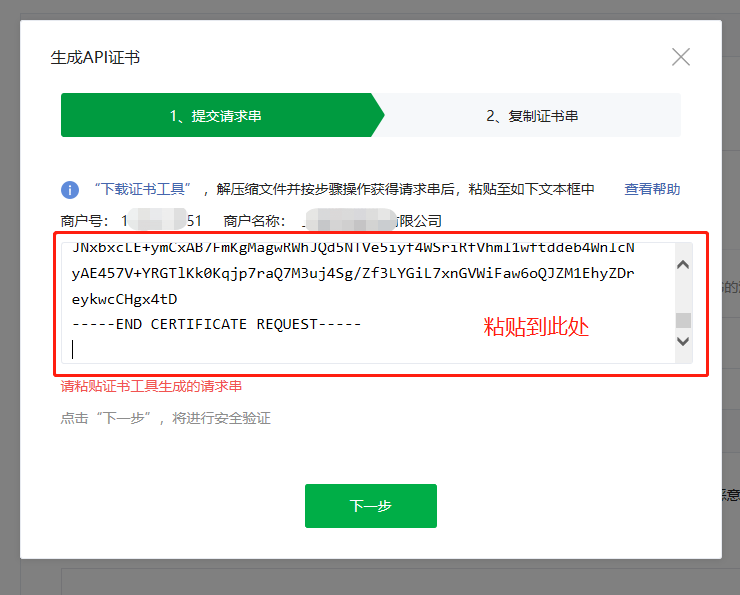 生成API证书
1、提交请求串
2、复制证书串
“下载证书工具” ，解压缩文件并按步骤操作获得请求串后，粘贴至如下文本框中 查看帮助
商户号： 1 51 商户名称： 有限公司
JNxbxcLE+ymCxAB7FmKgMagwRWhJQd5NTVe5iyf4WSriRfVhml1wftddeb4WnlcN
yAE457V+YRGTlKk0Kqjp7raQ7M3uj4Sg/Zf3LYGiL7xnGVWiFaw6oQJZM1EhyZDr
eykwcCHgx4tD
-----END CERTIFICATE REQUEST-----
粘贴到此处
请粘贴证书工具生成的请求串
点击“下一步”，将进行安全验证
下一步
恶意